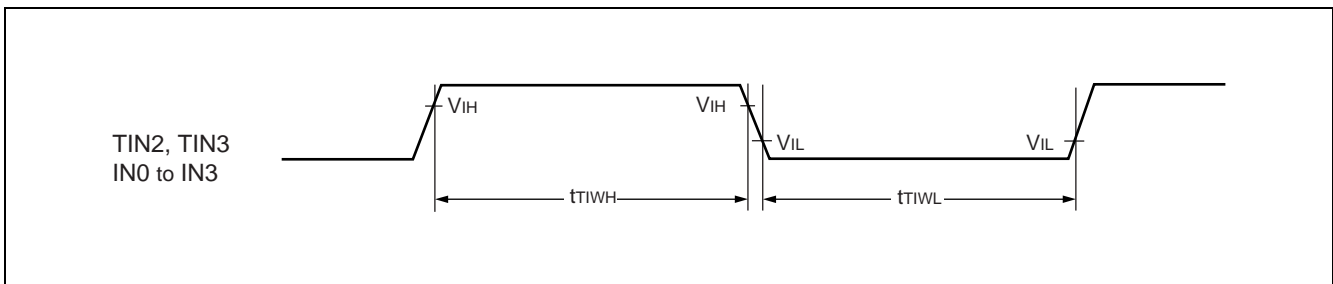 VIH
VIH
TIN2, TIN3
IN0 to IN3
VIL
VIL
tTIWH
tTIWL